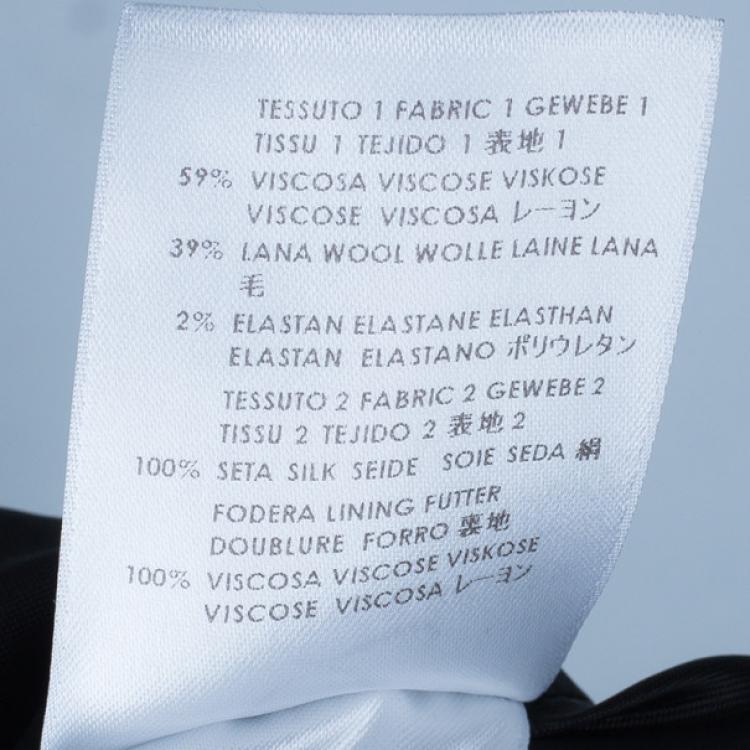 TESSUTO 1 FABRIC 1 GEWEBE 1
TISSU 1 TEJIDO 1 表地 1
59% VISCOSA VISCOSE VISKOSE
VISCOSE VISCOSA レーヨン
39% LANA WOOL WOLLE LAINE LANA
毛
2% ELASTAN ELASTANE ELASTHAN
ELASTAN ELASTANO ポリウレタン
TESSUTO 2 FABRIC 2 GEWEBE 2
TISSU 2 TEJIDO 2 表地 2
100% SETA SILK SEIDE SOIE SEDA 絹
FODERA LINING FUTTER
DOUBLURE FORRO 裏地
100% VISCOSA VISCOSE VISKOSE
VISCOSE VISCOSA レーヨン